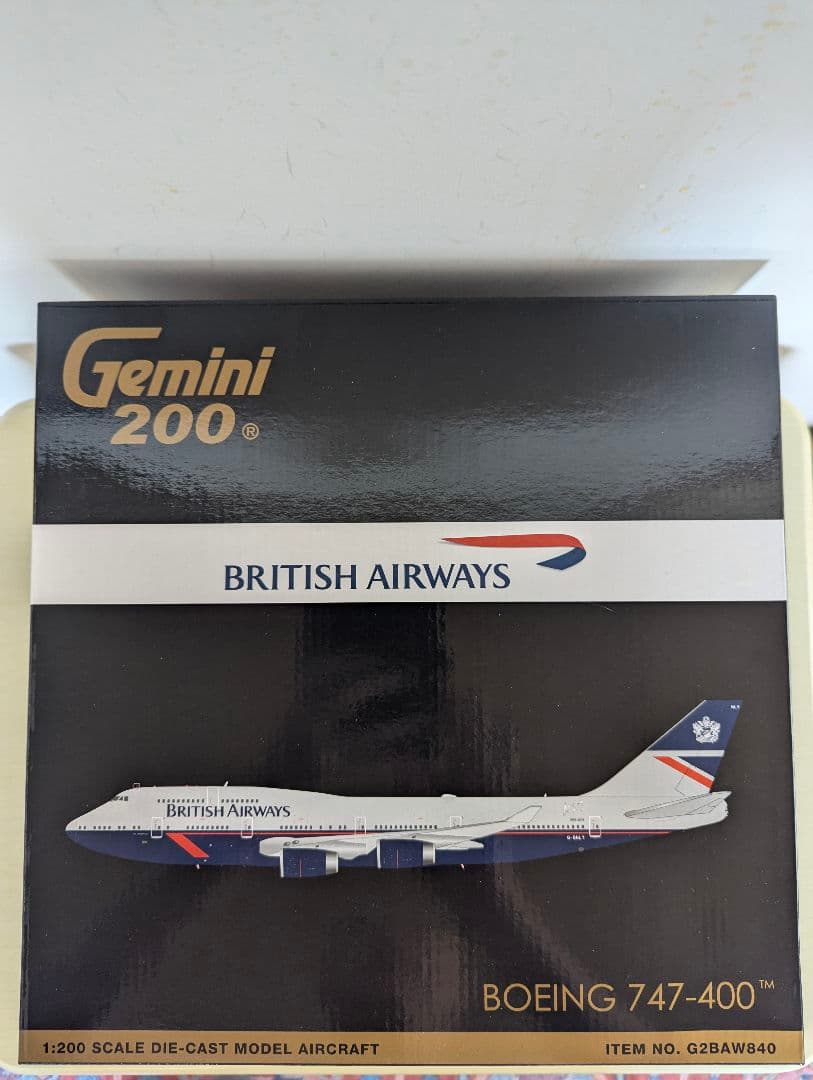 Gemini
200®
BRITISH AIRWAYS
BRITISH AIRWAYS
BOEING 747-400™
1:200 SCALE DIE-CAST MODEL AIRCRAFT
ITEM NO. G2BAW840